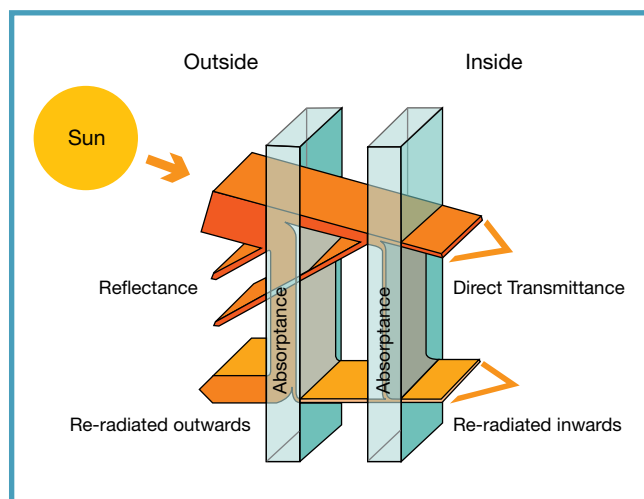 Outside
Inside
Sun
Reflectance
Absorptance
Absorptance
Direct Transmittance
Re-radiated outwards
Re-radiated inwards